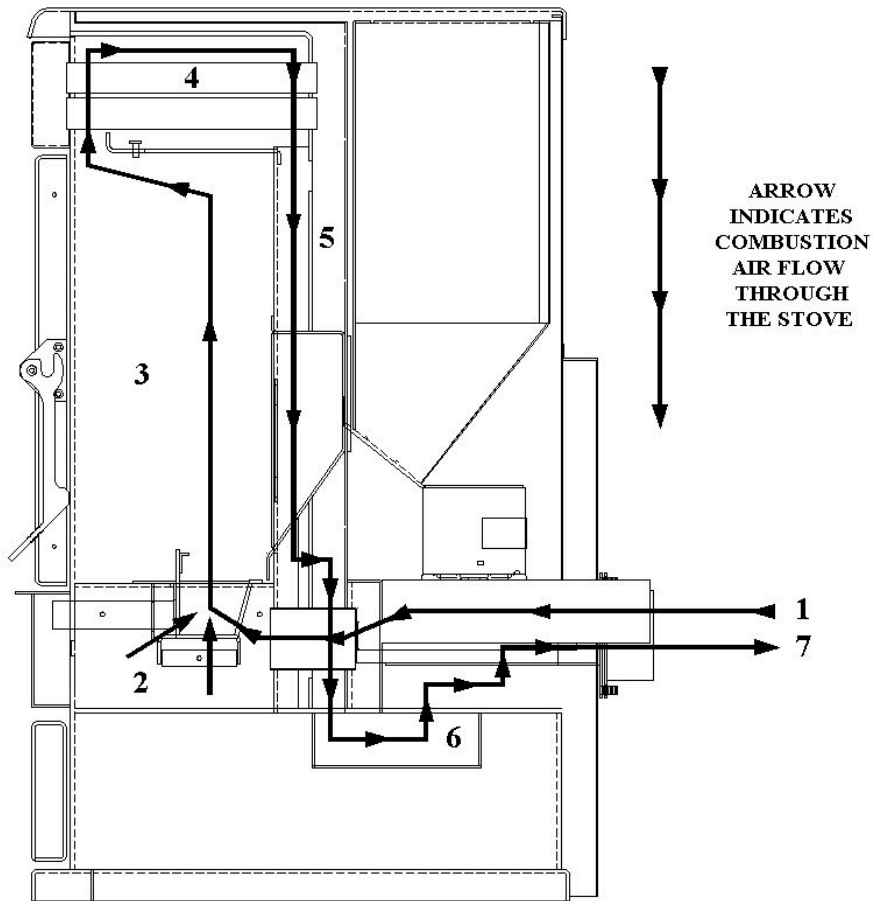 4
ARROW
INDICATES
COMBUSTION
AIR FLOW
THROUGH
THE STOVE
5
3
1
7
2
6